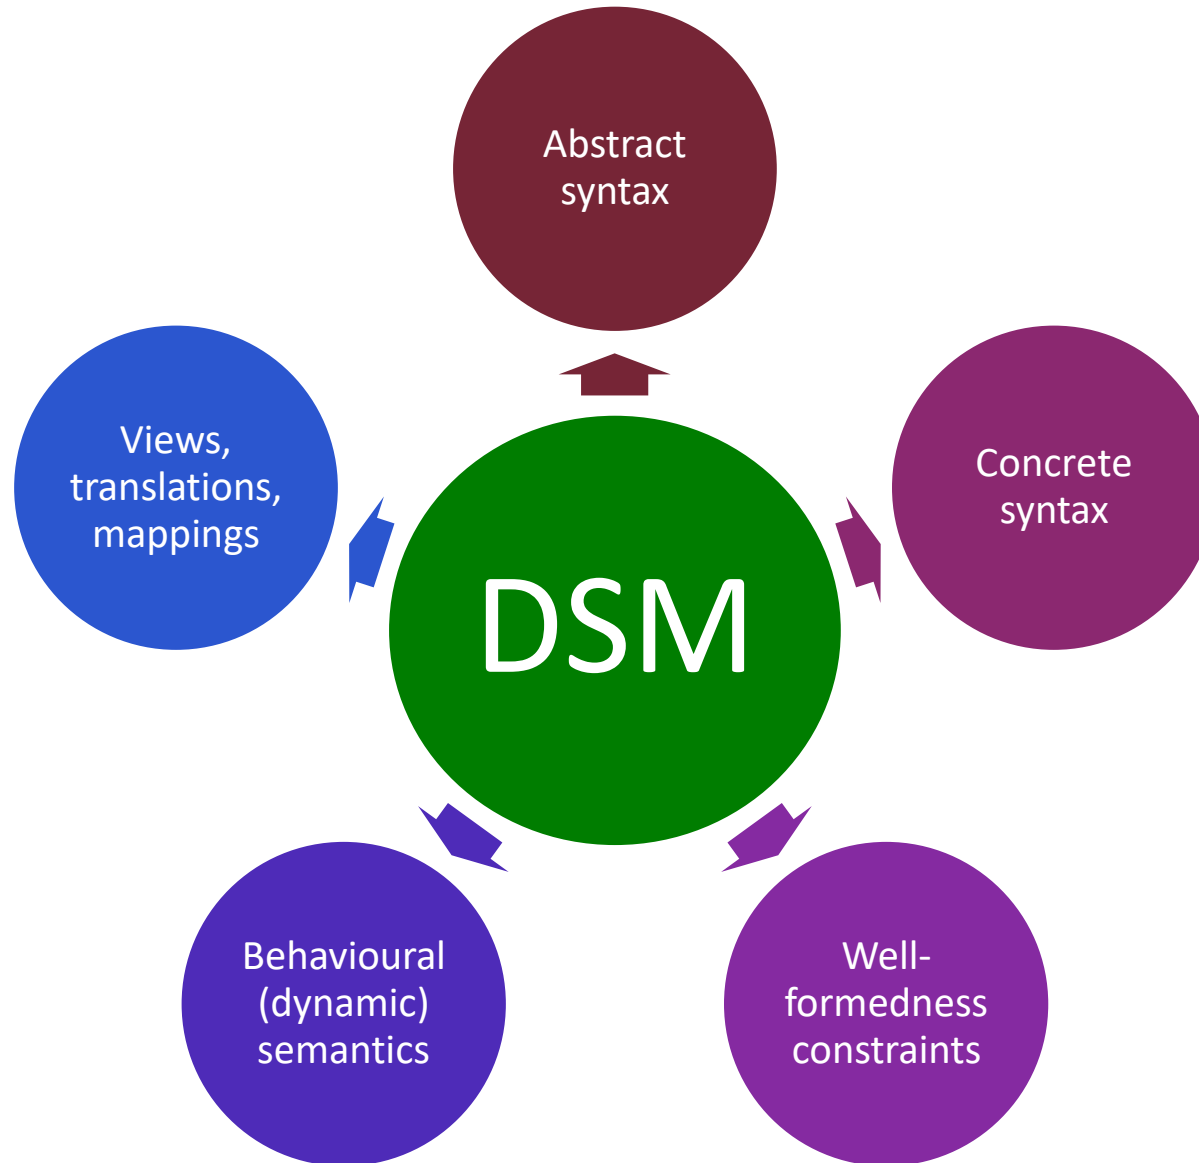 Abstract
syntax
Views,
translations,
mappings
Concrete
syntax
DSM
Behavioural
(dynamic)
semantics
Well-
formedness
constraints